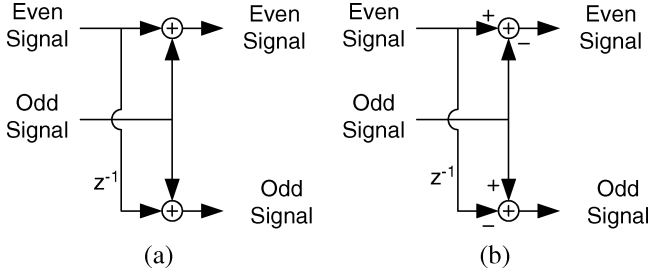 Even Signal
Even Signal
Odd Signal
z⁻¹
Odd Signal
(a)
Even Signal
+
−
Even Signal
Odd Signal
z⁻¹
+
−
Odd Signal
(b)